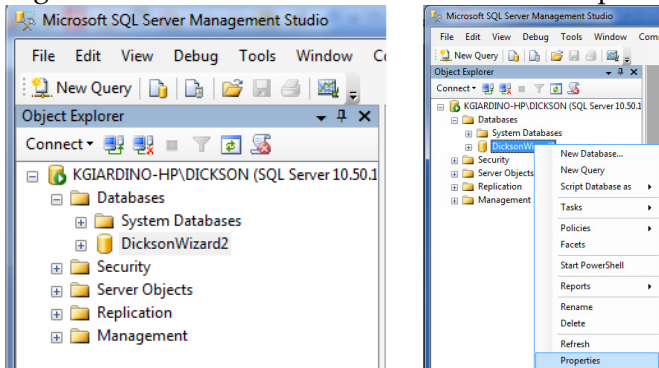 Microsoft SQL Server Management Studio
File Edit View Debug Tools Window
New Query
Object Explorer
Connect
KGIARDINO-HP\DICKSON (SQL Server 10.50.1
Databases
System Databases
DicksonWizard2
Security
Server Objects
Replication
Management
Microsoft SQL Server Management Studio
File Edit View Debug Tools Window Com
New Query
Object Explorer
Connect
KGIARDINO-HP\DICKSON (SQL Server 10.50.1
Databases
System Databases
DicksonWi
Security
Server Objects
Replication
Management
New Database...
New Query
Script Database as
Tasks
Policies
Facets
Start PowerShell
Reports
Rename
Delete
Refresh
Properties